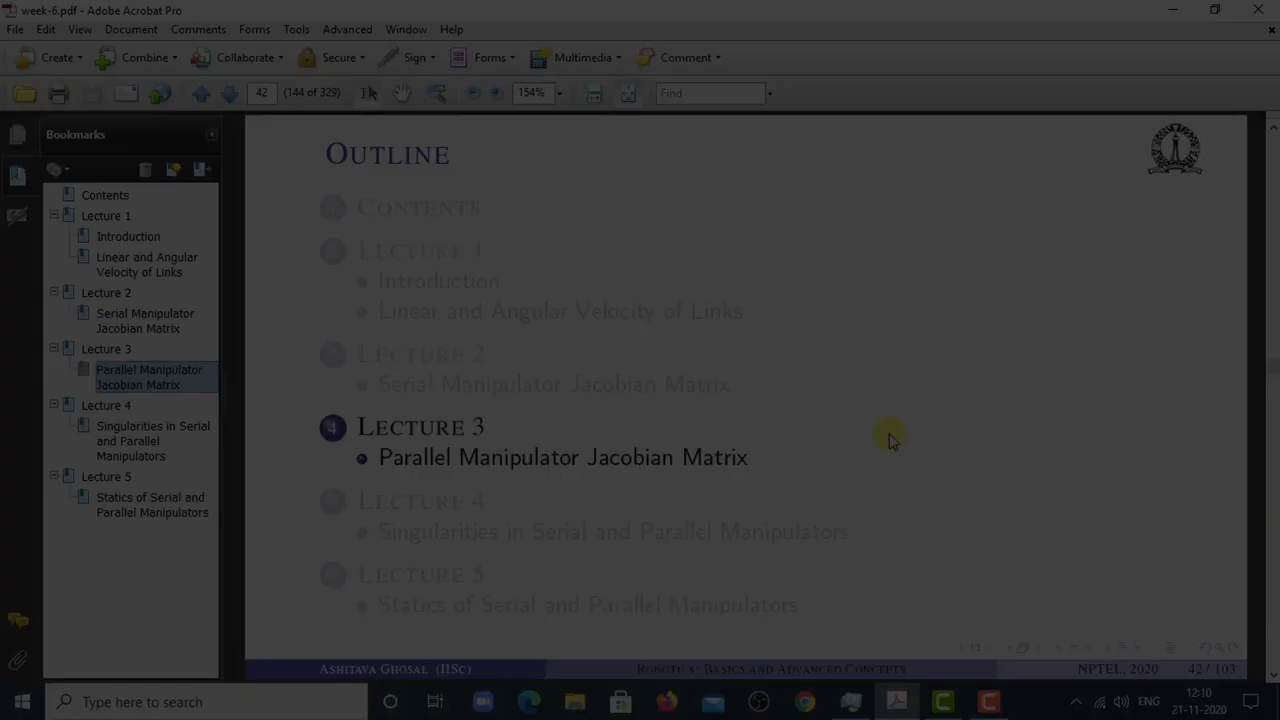 week-6.pdf - Adobe Acrobat Pro
File Edit View Document Comments Forms Tools Advanced Window Help
Create Combine Collaborate Secure Sign Forms Multimedia Comment
42 (144 of 329) 154% Find
Bookmarks
Contents
Lecture 1
Introduction
Linear and Angular
Velocity of Links
Lecture 2
Serial Manipulator
Jacobian Matrix
Lecture 3
Parallel Manipulator
Jacobian Matrix
Lecture 4
Singularities in Serial
and Parallel
Manipulators
Lecture 5
Statics of Serial and
Parallel Manipulators
OUTLINE
CONTENTS
LECTURE 1
Introduction
Linear and Angular Velocity of Links
LECTURE 2
Serial Manipulator Jacobian Matrix
4 LECTURE 3
Parallel Manipulator Jacobian Matrix
LECTURE 4
Singularities in Serial and Parallel Manipulators
LECTURE 5
Statics of Serial and Parallel Manipulators
ASHITAVA GHOSAL (IISC) ROBOTICS: BASICS AND ADVANCED CONCEPTS NPTEL, 2020 42 / 103
Type here to search
ENG
12:10
21-11-2020